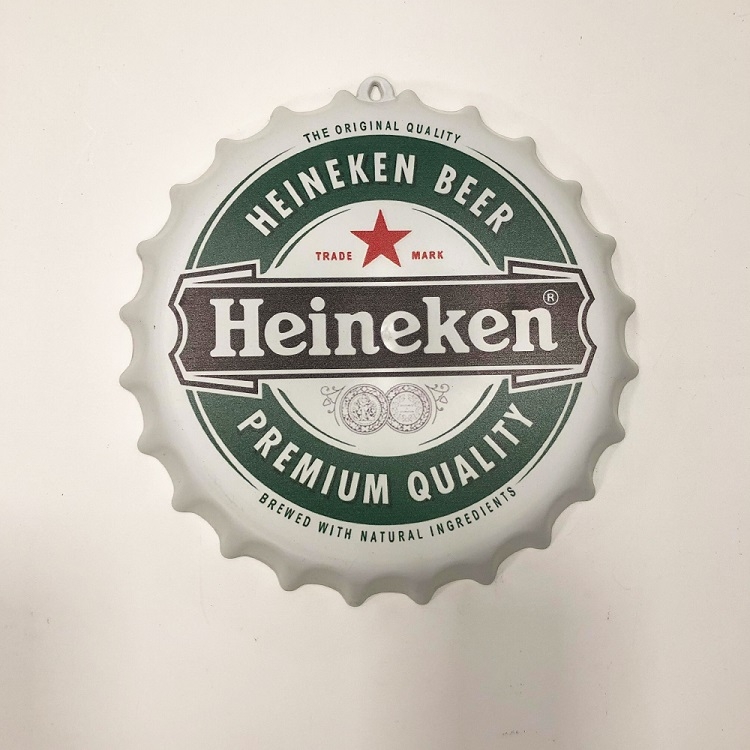 THE ORIGINAL QUALITY
HEINEKEN BEER
TRADE MARK
Heineken®
PREMIUM QUALITY
BREWED WITH NATURAL INGREDIENTS